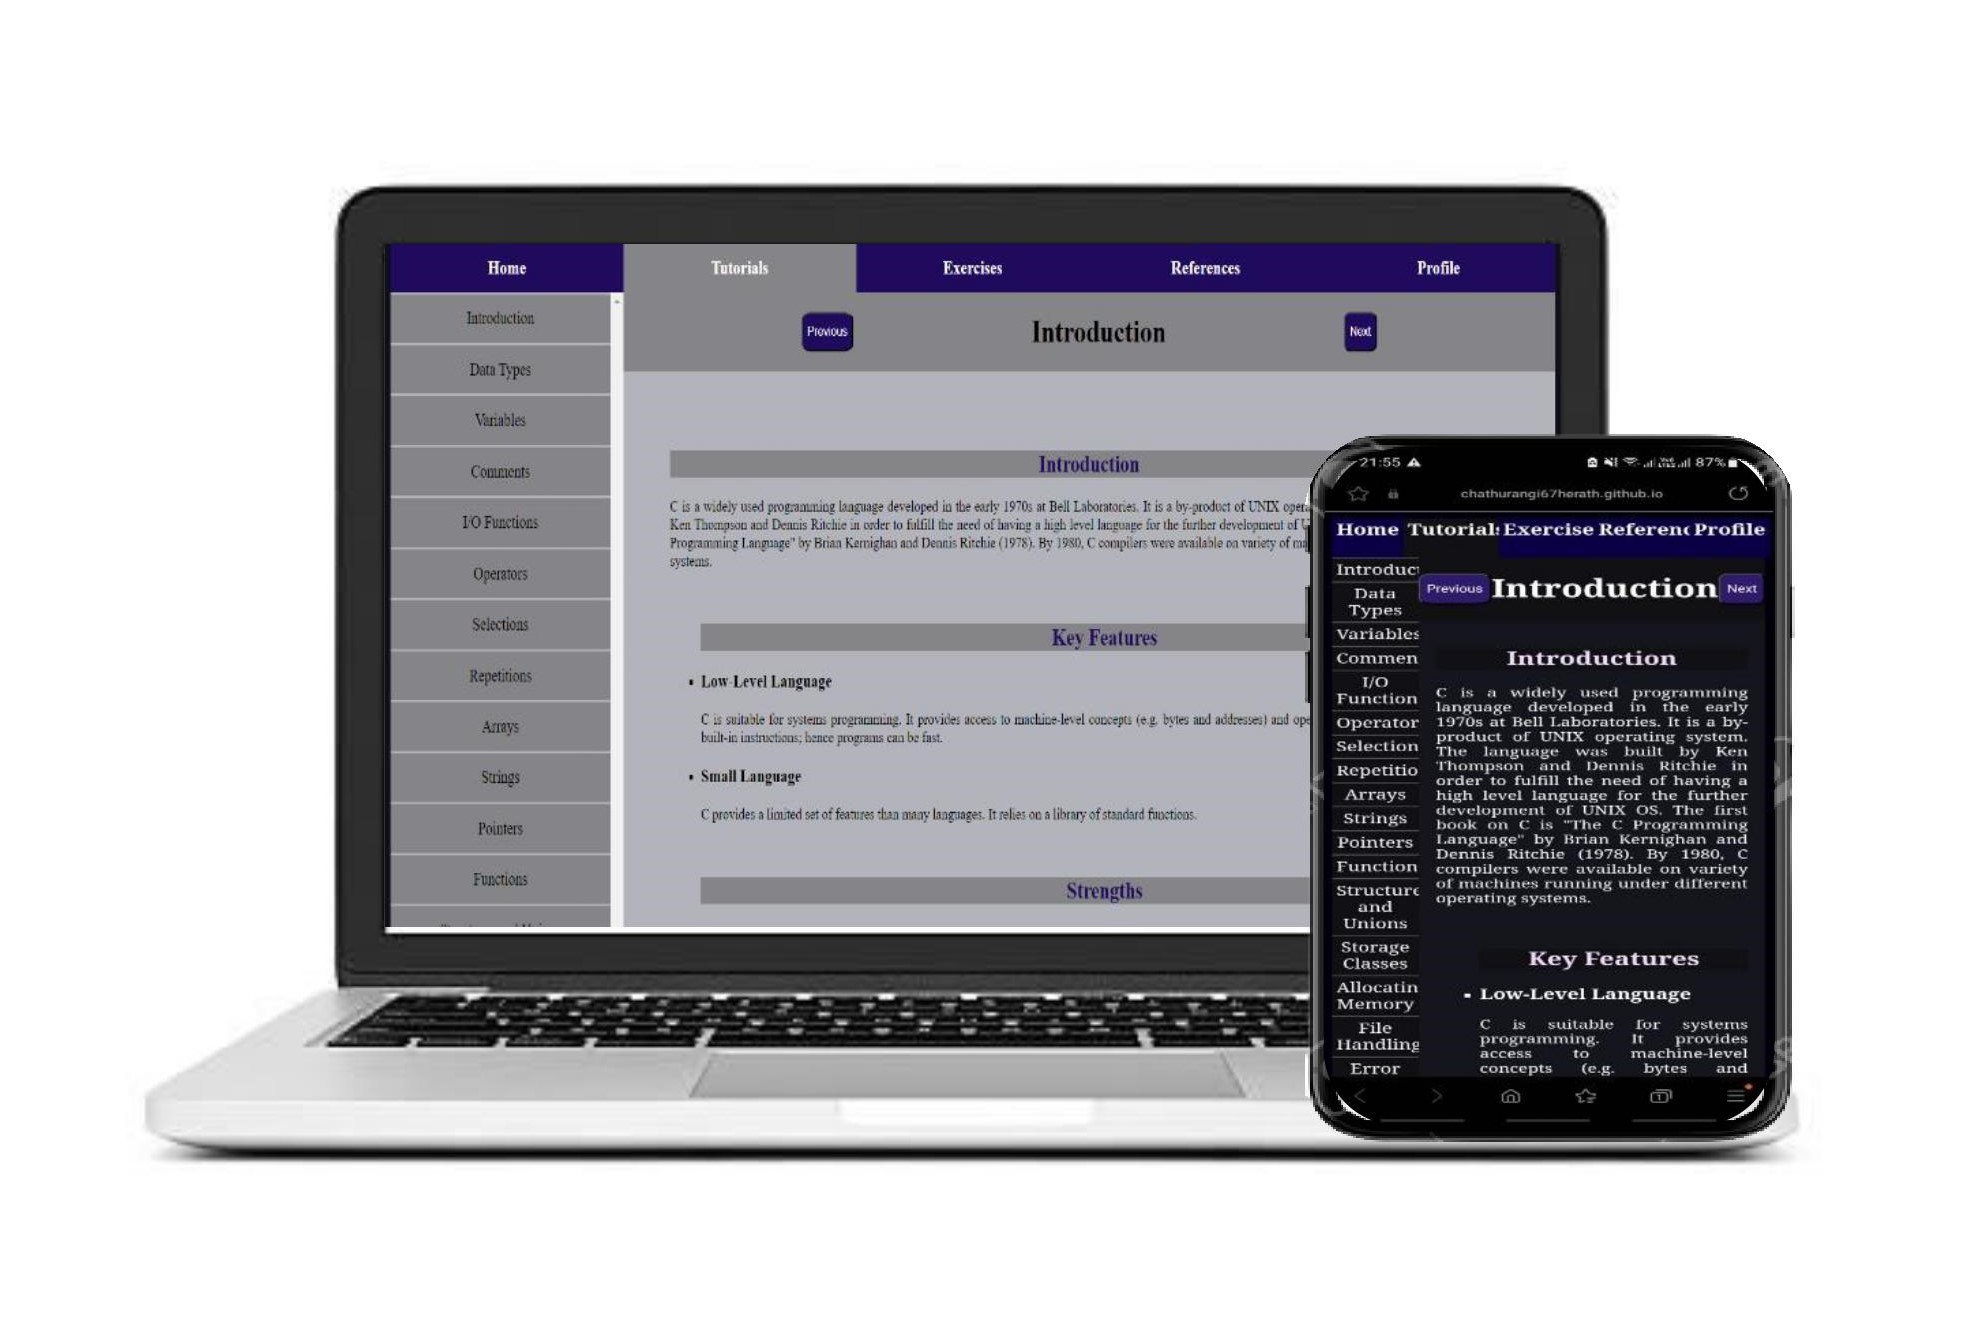 Home Tutorials Exercises References Profile
Previous Introduction Next
Introduction
Data Types
Variables
Comments
I/O Functions
Operators
Selections
Repetitions
Arrays
Strings
Pointers
Functions
Introduction
C is a widely used programming language developed in the early 1970s at Bell Laboratories. It is a by-product of UNIX
Ken Thompson and Dennis Ritchie in order to fulfill the need of having a high level language for the further development of
Programming Language" by Brian Kernighan and Dennis Ritchie (1978). By 1980, C compilers were available on variety of
systems.
Key Features
▪ Low-Level Language
C is suitable for systems programming. It provides access to machine-level concepts (e.g. bytes and addresses) and
built-in instructions; hence programs can be fast.
▪ Small Language
C provides a limited set of features than many languages. It relies on a library of standard functions.
Strengths
21:55 87%
chathurangi67herath.github.io
Home Tutorials Exercise Referenc Profile
Previous Introduction Next
Introduc
Data
Types
Variables
Commen
I/O
Function
Operator
Selection
Repetitio
Arrays
Strings
Pointers
Function
Structure
and
Unions
Storage
Classes
Allocatin
Memory
File
Handling
Error
Introduction
C is a widely used programming
language developed in the early
1970s at Bell Laboratories. It is a by-
product of UNIX operating system.
The language was built by Ken
Thompson and Dennis Ritchie in
order to fulfill the need of having a
high level language for the further
development of UNIX OS. The first
book on C is "The C Programming
Language" by Brian Kernighan and
Dennis Ritchie (1978). By 1980, C
compilers were available on variety
of machines running under different
operating systems.
Key Features
▪ Low-Level Language
C is suitable for systems
programming. It provides
access to machine-level
concepts (e.g. bytes and